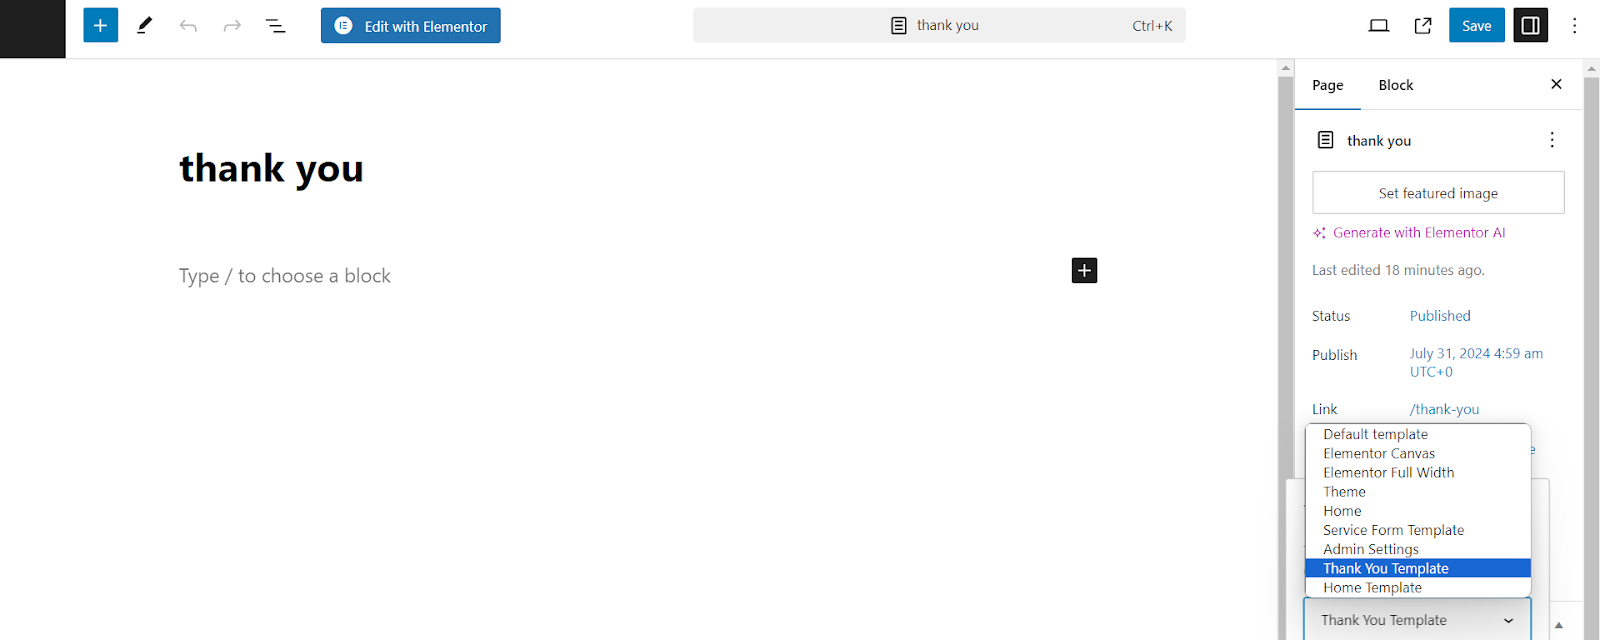 Edit with Elementor
thank you
Ctrl+K
Save
Page
Block
thank you
thank you
Set featured image
Generate with Elementor AI
Type / to choose a block
Last edited 18 minutes ago.
Status
Published
Publish
July 31, 2024 4:59 am
UTC+0
Link
/thank-you
Default template
Elementor Canvas
Elementor Full Width
Theme
Home
Service Form Template
Admin Settings
Thank You Template
Home Template
Thank You Template